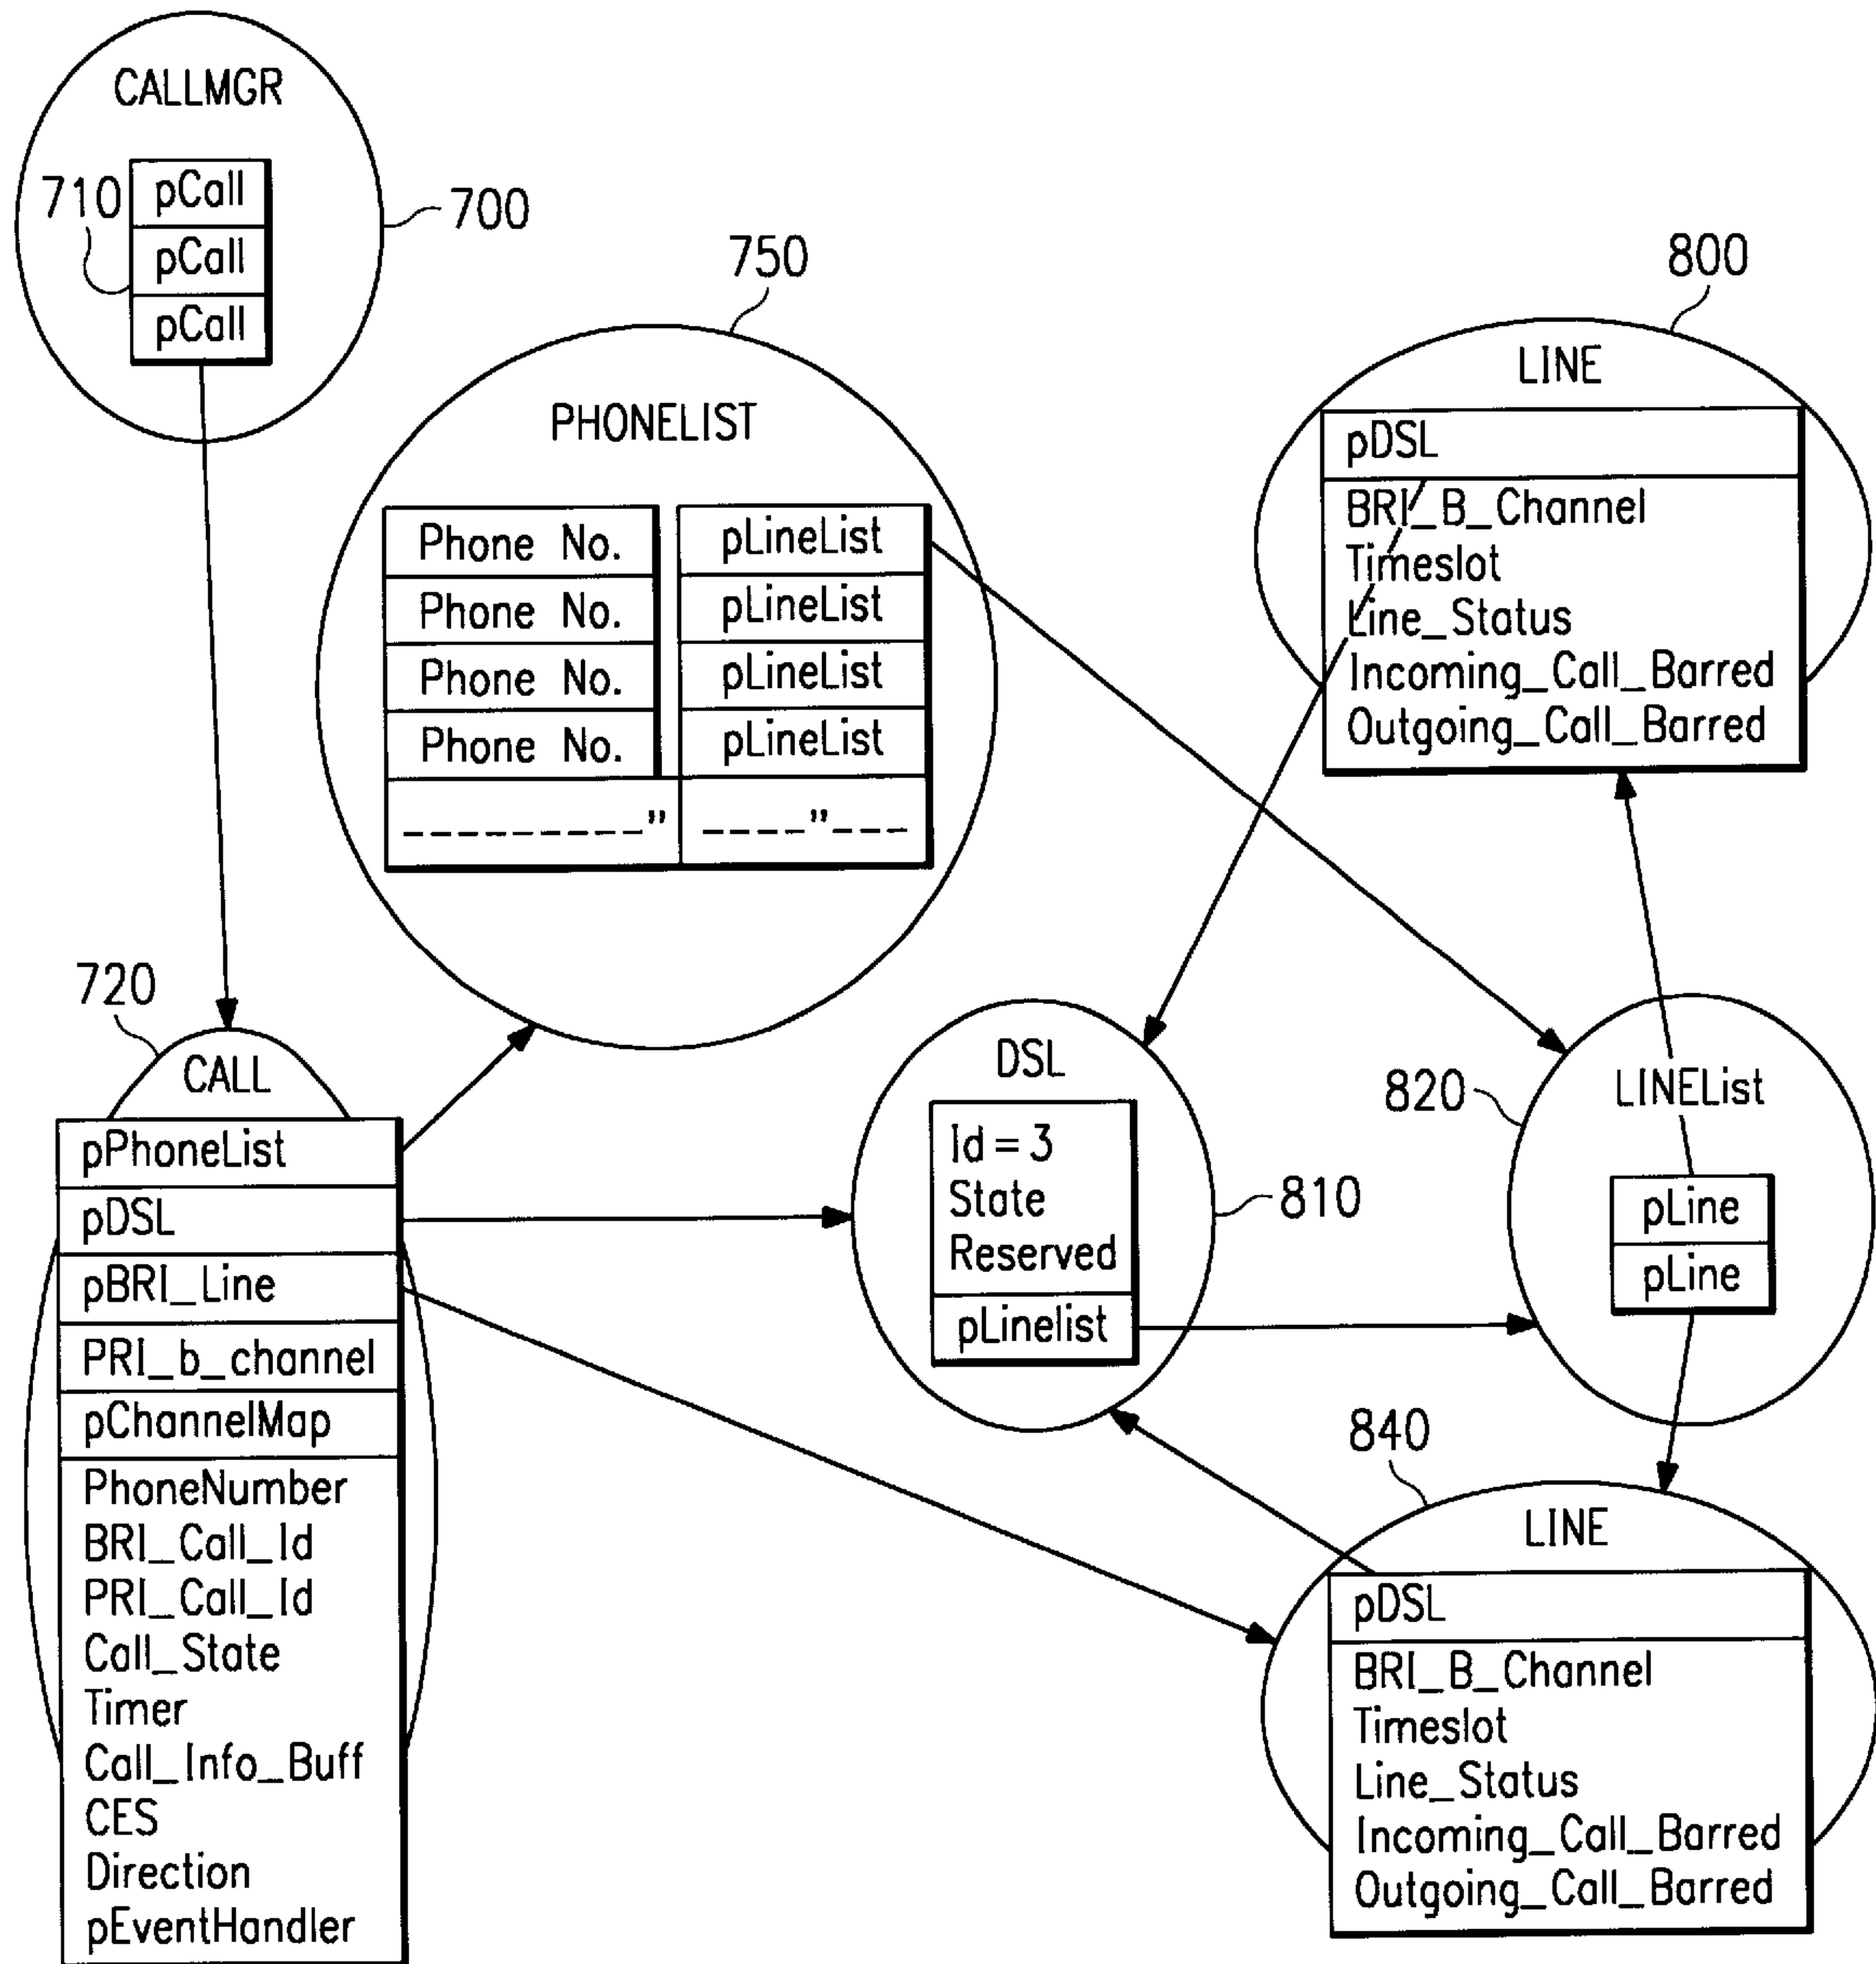 CALLMGR
710
pCall
pCall
pCall
700
750
PHONELIST
Phone No. pLineList
Phone No. pLineList
Phone No. pLineList
Phone No. pLineList
_ _ _ _ _ _ _ _ _ _" _ _ _ _"_ _ _
800
LINE
pDSL
BRI_B_Channel
Timeslot
Line_Status
Incoming_Call_Barred
Outgoing_Call_Barred
720
CALL
pPhoneList
pDSL
pBRI_Line
PRI_b_channel
pChannelMap
PhoneNumber
BRI_Call_Id
PRI_Call_Id
Call_State
Timer
Call_Info_Buff
CES
Direction
pEventHandler
DSL
Id = 3
State
Reserved
pLinelist
810
820
LINEList
pLine
pLine
840
LINE
pDSL
BRI_B_Channel
Timeslot
Line_Status
Incoming_Call_Barred
Outgoing_Call_Barred